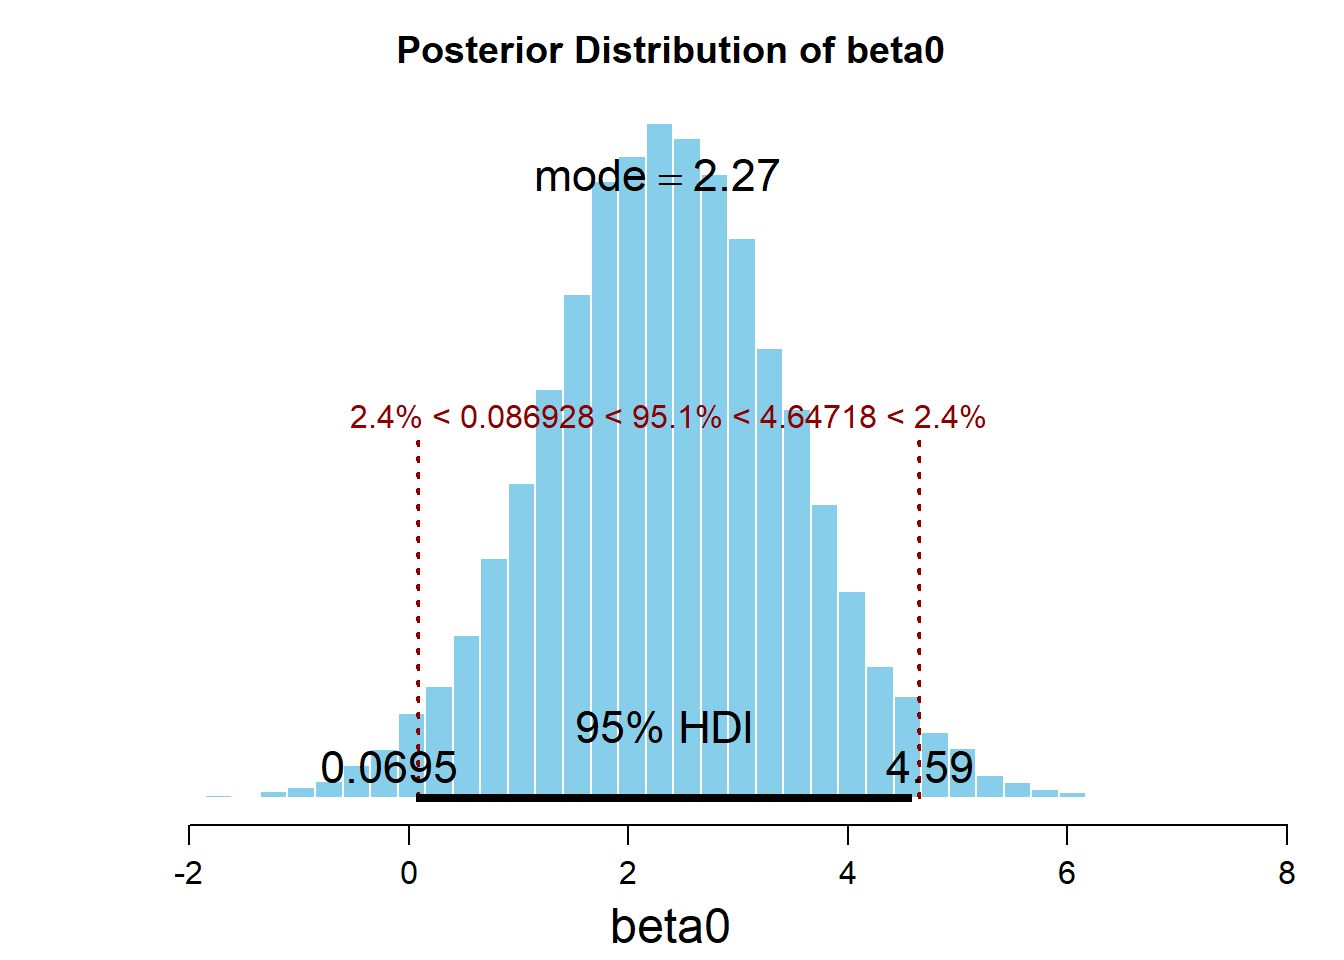 Posterior Distribution of beta0
mode = 2.27
2.4% < 0.086928 < 95.1% < 4.64718 < 2.4%
95% HDI
0.0695 4.59
-2 0 2 4 6 8
beta0